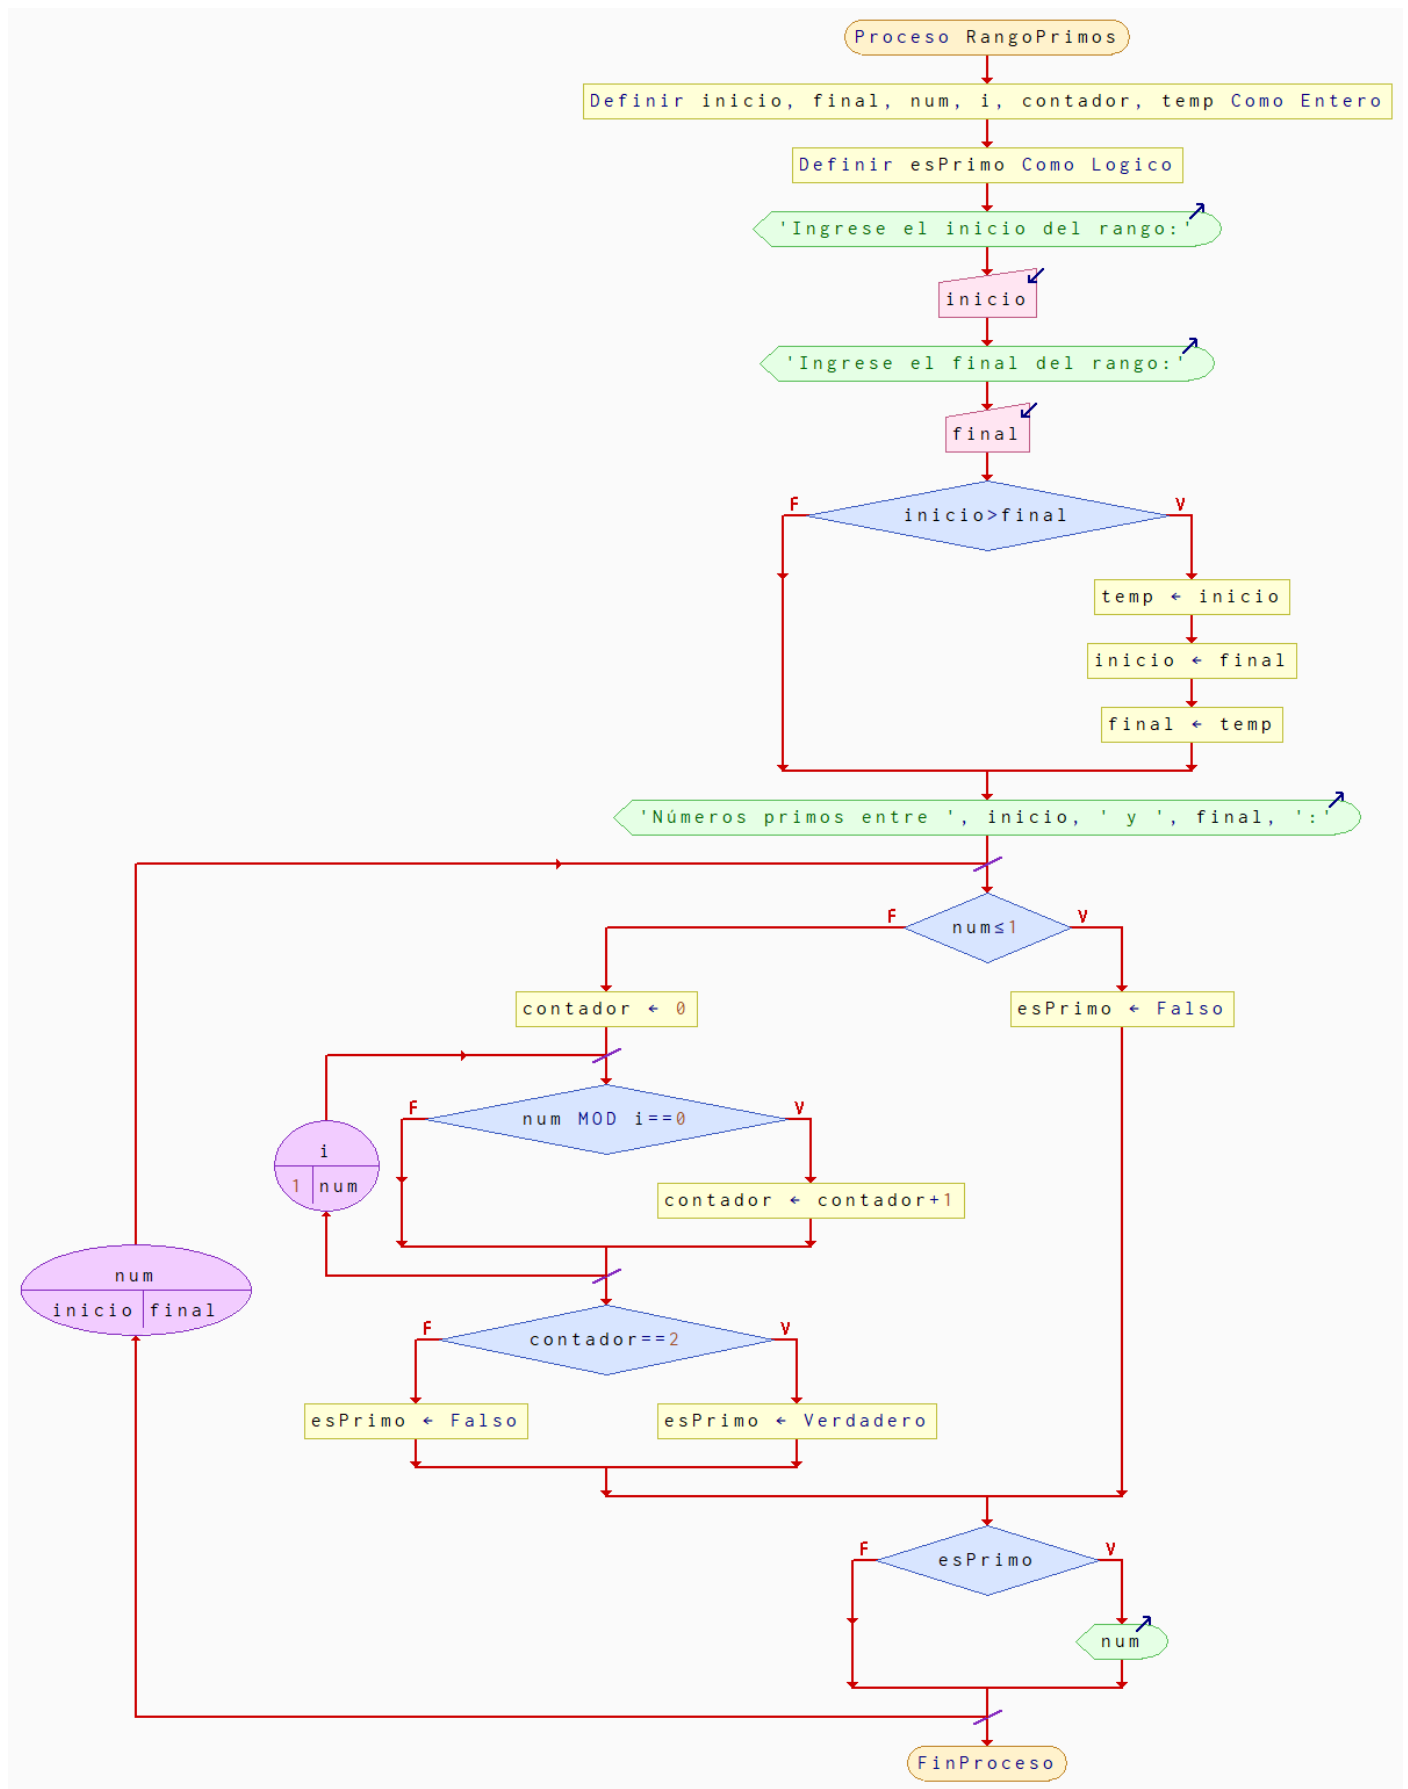 Proceso RangoPrimos
Definir inicio, final, num, i, contador, temp Como Entero
Definir esPrimo Como Logico
'Ingrese el inicio del rango:'
inicio
'Ingrese el final del rango:'
final
F
V
inicio>final
temp ← inicio
inicio ← final
final ← temp
'Números primos entre ', inicio, ' y ', final, ':'
F
V
num≤1
contador ← 0
esPrimo ← Falso
F
V
num MOD i==0
i
1
num
contador ← contador+1
num
inicio
final
F
V
contador==2
esPrimo ← Falso
esPrimo ← Verdadero
F
V
esPrimo
num
FinProceso